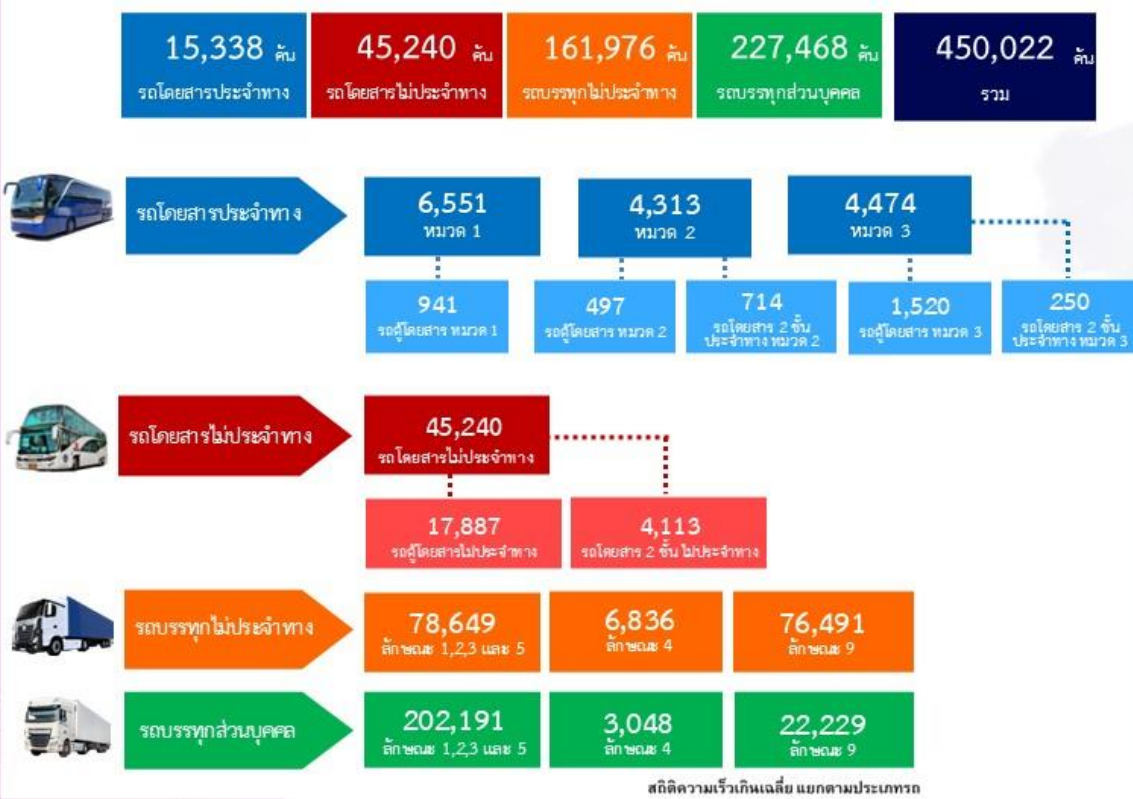 15,338 คัน
รถโดยสารประจำทาง
45,240 คัน
รถโดยสารไม่ประจำทาง
161,976 คัน
รถบรรทุกไม่ประจำทาง
227,468 คัน
รถบรรทุกส่วนบุคคล
450,022 คัน
รวม
รถโดยสารประจำทาง
6,551
หมวด 1
4,313
หมวด 2
4,474
หมวด 3
941
รถตู้โดยสาร หมวด 1
497
รถตู้โดยสาร หมวด 2
714
รถโดยสาร 2 ชั้น
ประจำทาง หมวด 2
1,520
รถตู้โดยสาร หมวด 3
250
รถโดยสาร 2 ชั้น
ประจำทาง หมวด 3
รถโดยสารไม่ประจำทาง
45,240
รถโดยสารไม่ประจำทาง
17,887
รถตู้โดยสารไม่ประจำทาง
4,113
รถโดยสาร 2 ชั้น ไม่ประจำทาง
รถบรรทุกไม่ประจำทาง
78,649
ลักษณะ 1,2,3 และ 5
6,836
ลักษณะ 4
76,491
ลักษณะ 9
รถบรรทุกส่วนบุคคล
202,191
ลักษณะ 1,2,3 และ 5
3,048
ลักษณะ 4
22,229
ลักษณะ 9
สถิติความเร็วเกินเฉลี่ย แยกตามประเภทรถ